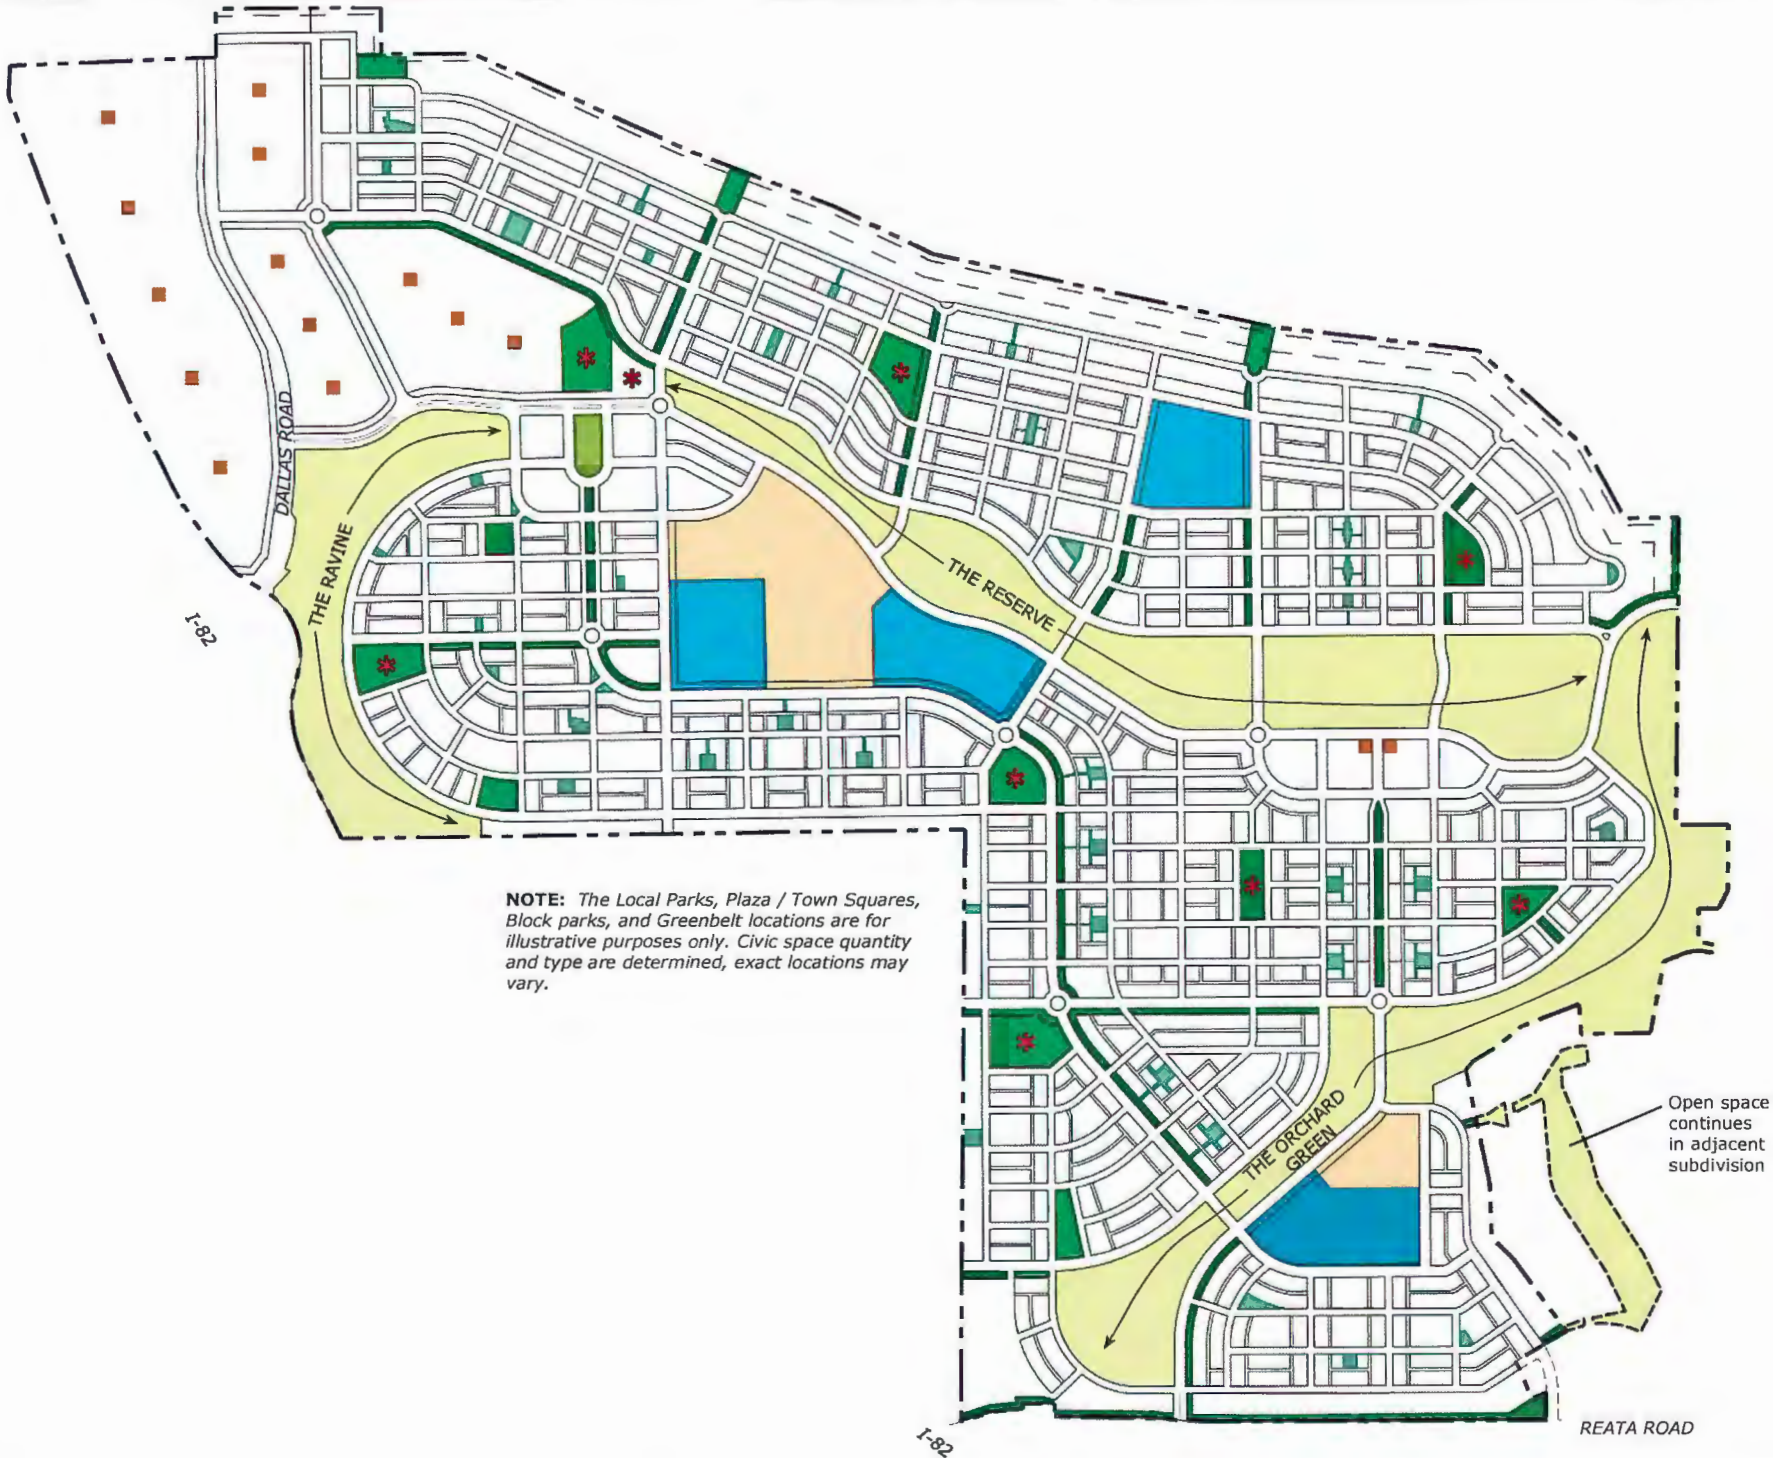 DALLAS ROAD
THE RAVINE
I-82
THE RESERVE
NOTE: The Local Parks, Plaza / Town Squares,
Block parks, and Greenbelt locations are for
illustrative purposes only. Civic space quantity
and type are determined, exact locations may
vary.
Open space
continues
in adjacent
subdivision
THE ORCHARD
GREEN
REATA ROAD
I-82